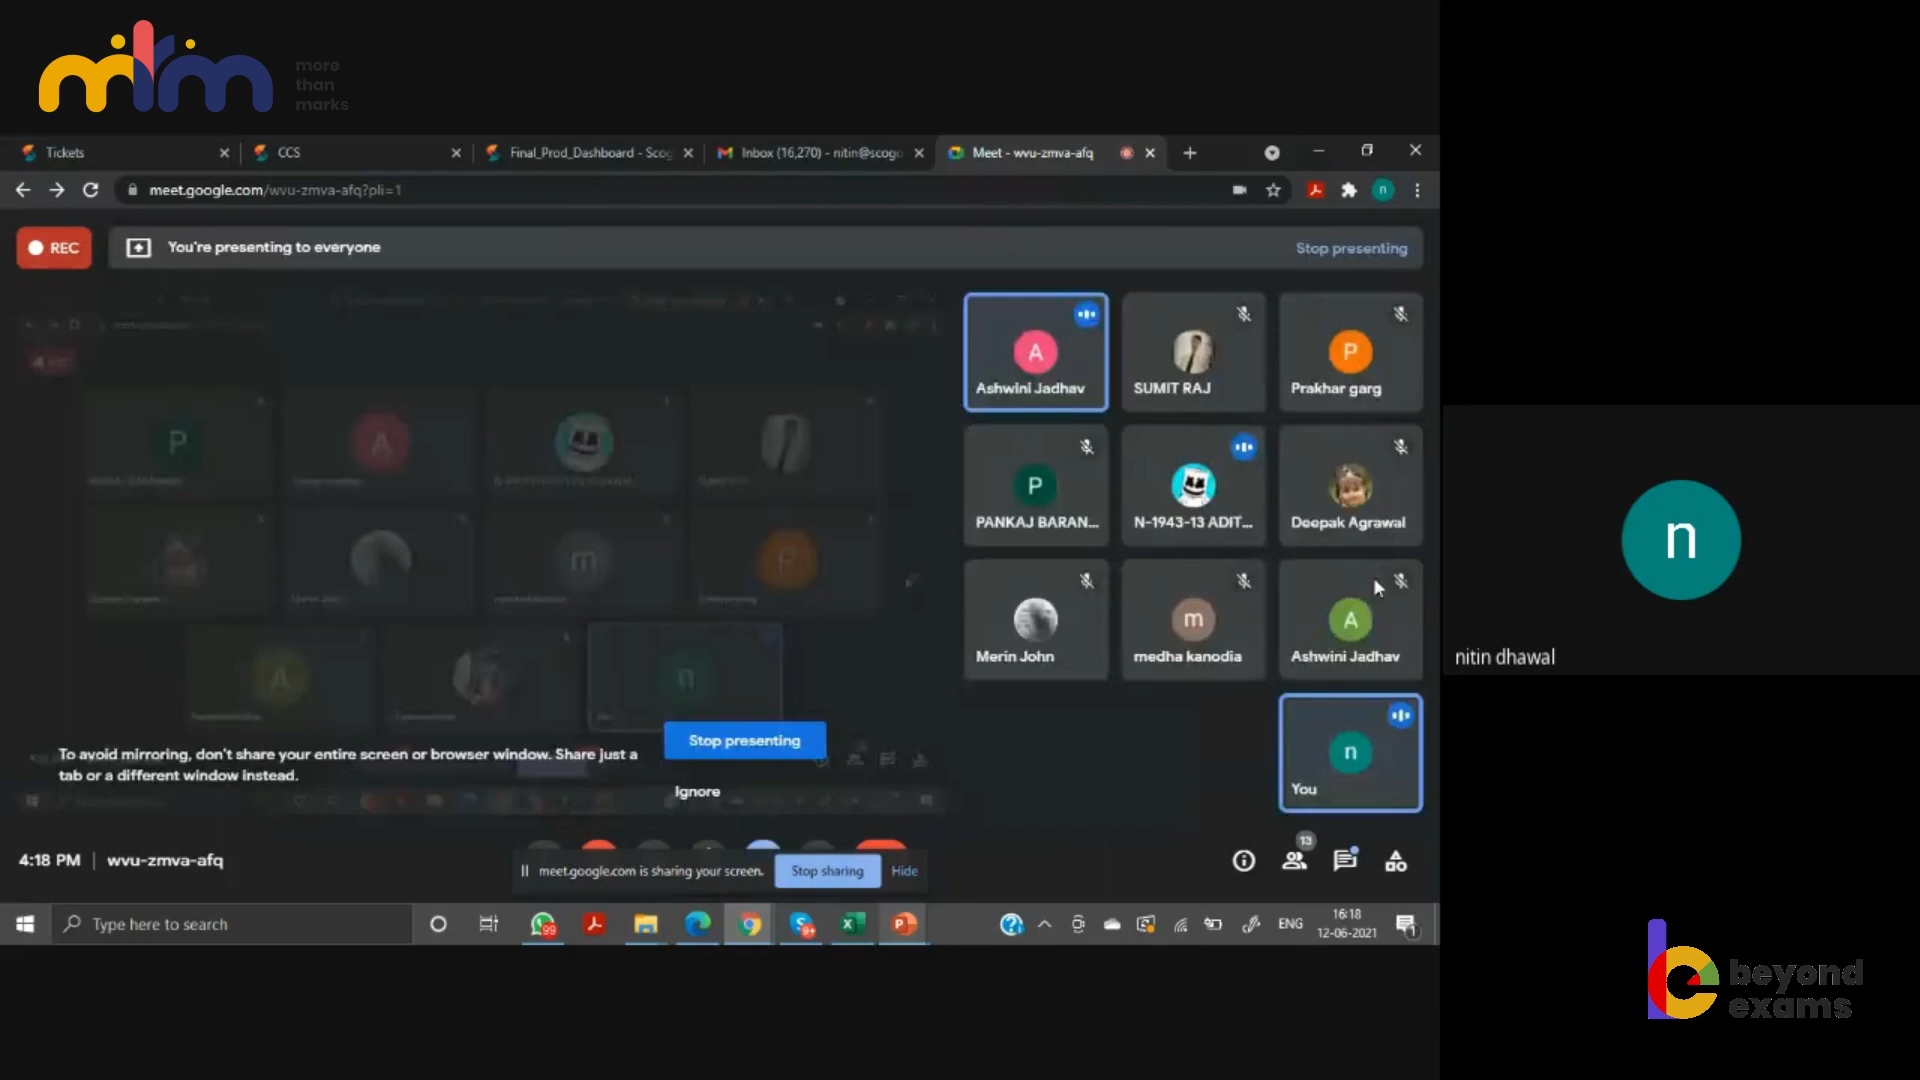 mtm
more
than
marks
Tickets
CCS
Final_Prod_Dashboard - Scog
Inbox (16,270) - nitin@scogo
Meet - wvu-zmva-afq
meet.google.com/wvu-zmva-afq?pli=1
n
REC
You're presenting to everyone
Stop presenting
A
Ashwini Jadhav
SUMIT RAJ
P
Prakhar garg
P
PANKAJ BARAN...
N-1943-13 ADIT...
Deepak Agrawal
Merin John
m
medha kanodia
A
Ashwini Jadhav
n
You
n
nitin dhawal
P
A
m
P
A
n
To avoid mirroring, don't share your entire screen or browser window. Share just a
tab or a different window instead.
Stop presenting
Ignore
4:18 PM | wvu-zmva-afq
meet.google.com is sharing your screen.
Stop sharing
Hide
13
Type here to search
99
9+
ENG
16:18
12-06-2021
1
beyond
exams